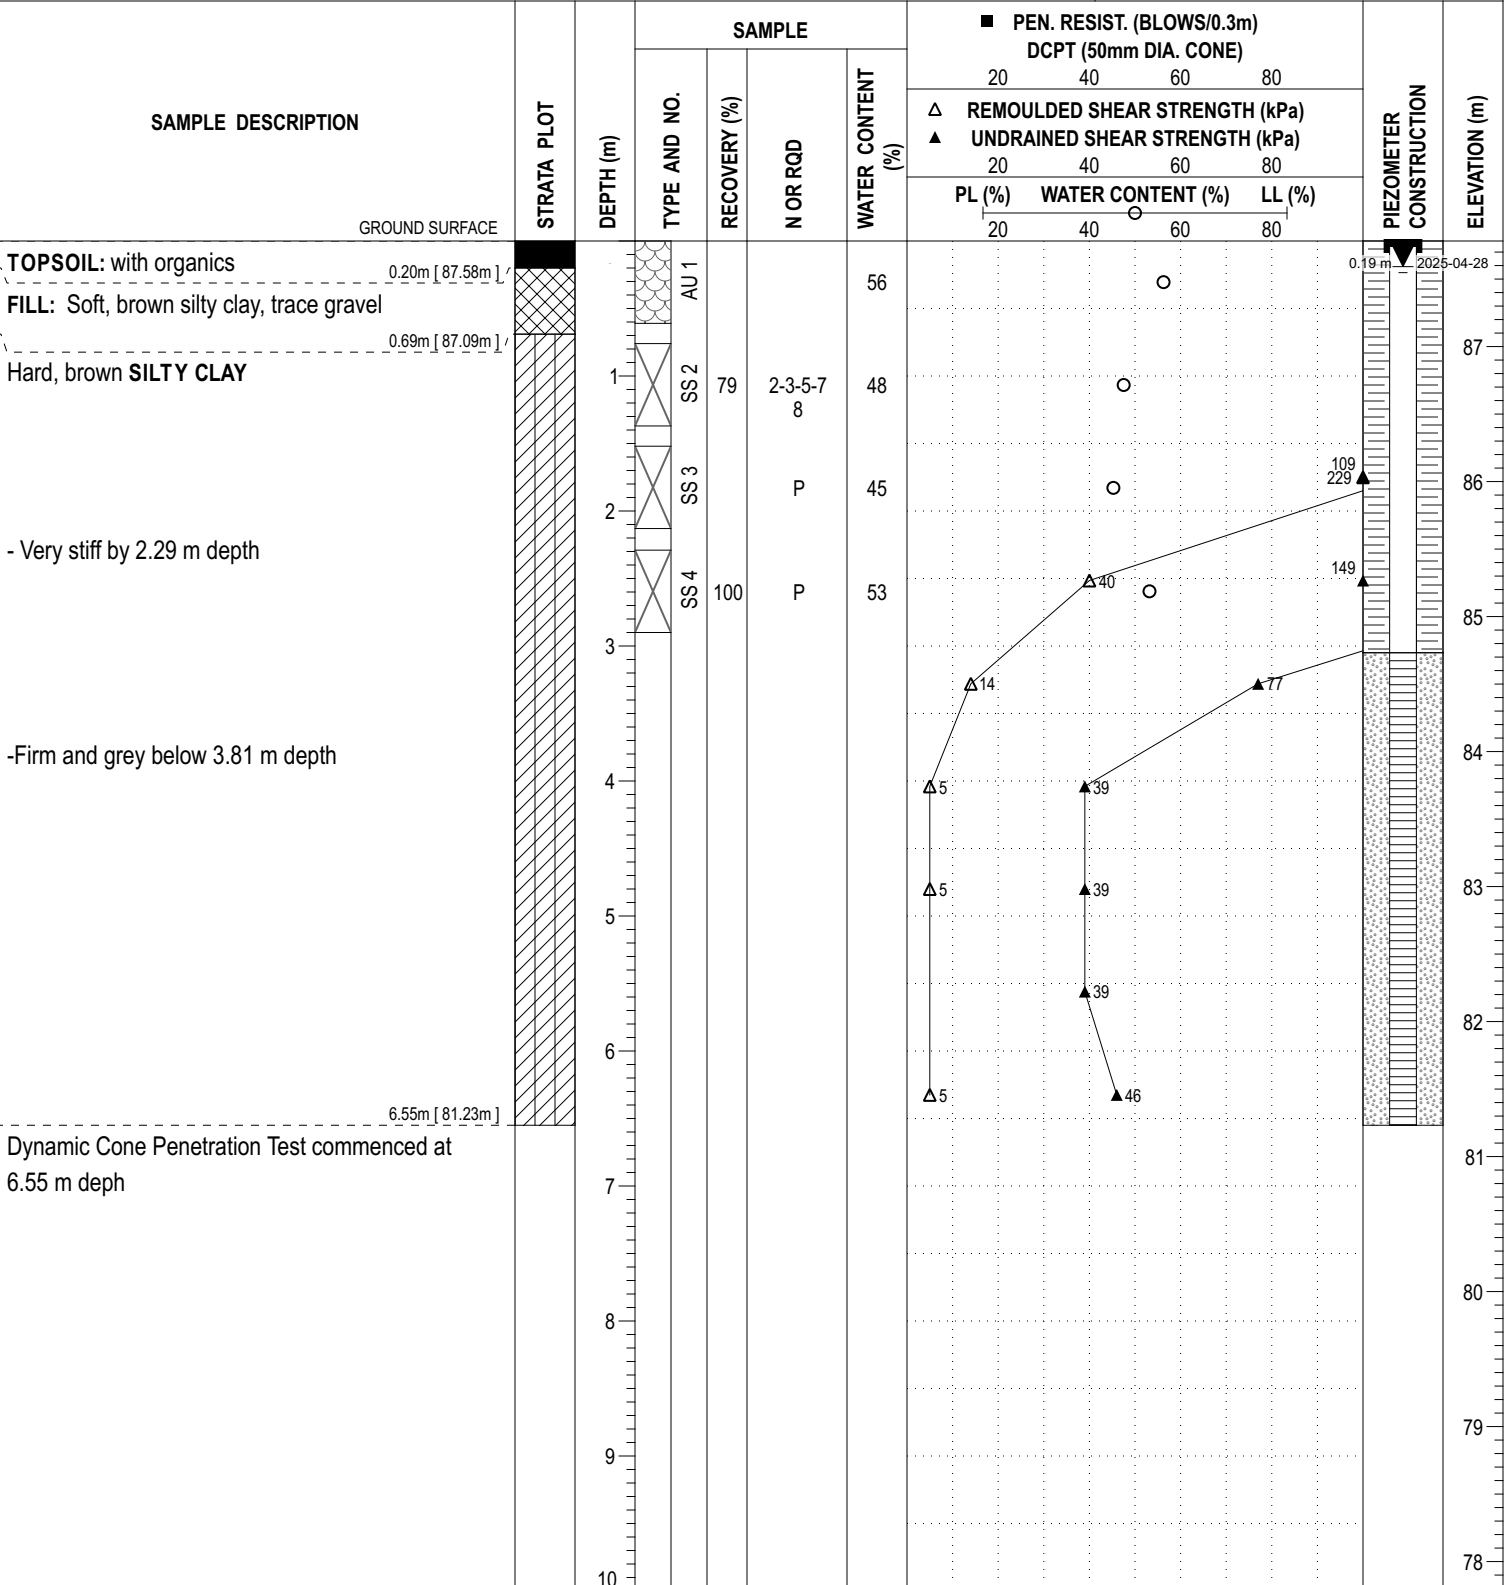 SAMPLE DESCRIPTION
GROUND SURFACE
STRATA PLOT
DEPTH (m)
SAMPLE
TYPE AND NO.
RECOVERY (%)
N OR RQD
WATER CONTENT (%)
■ PEN. RESIST. (BLOWS/0.3m)
DCPT (50mm DIA. CONE)
20 40 60 80
△ REMOULDED SHEAR STRENGTH (kPa)
▲ UNDRAINED SHEAR STRENGTH (kPa)
20 40 60 80
PL (%) WATER CONTENT (%) LL (%)
20 40 60 80
PIEZOMETER CONSTRUCTION
ELEVATION (m)
TOPSOIL: with organics
0.20m [ 87.58m ]
AU 1
56
0.19 m
2025-04-28
FILL: Soft, brown silty clay, trace gravel
0.69m [ 87.09m ]
87
Hard, brown SILTY CLAY
1
SS 2
79
2-3-5-7
8
48
109
229
86
SS 3
P
45
2
- Very stiff by 2.29 m depth
SS 4
100
P
53
40
149
85
3
14
77
-Firm and grey below 3.81 m depth
84
4
5
39
5
39
83
5
39
82
6
5
46
6.55m [ 81.23m ]
Dynamic Cone Penetration Test commenced at
6.55 m deph
81
7
80
8
79
9
78
10